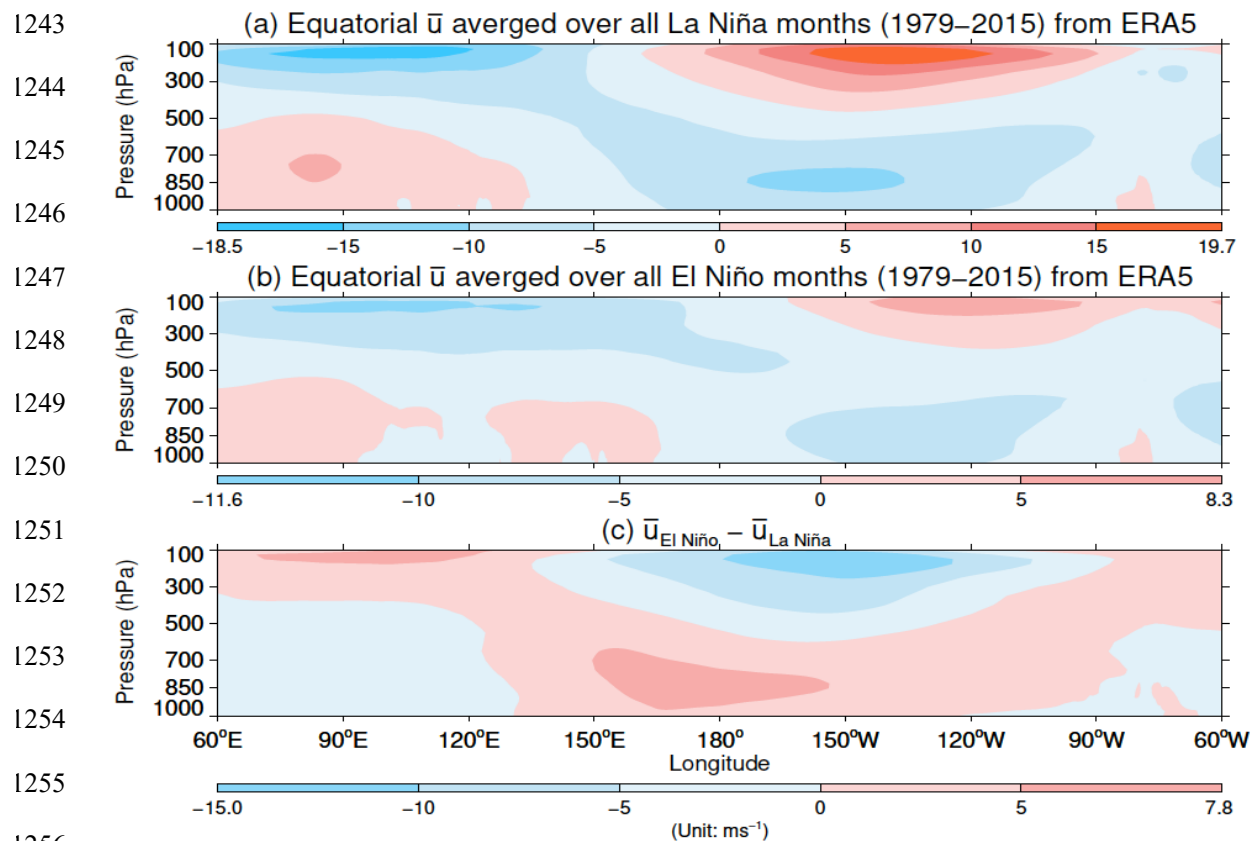 1243
(a) Equatorial u̅ averged over all La Niña months (1979−2015) from ERA5
1244
1245
1246
Pressure (hPa)
100
300
500
700
850
1000
−18.5 −15 −10 −5 0 5 10 15 19.7
1247
(b) Equatorial u̅ averged over all El Niño months (1979−2015) from ERA5
1248
1249
1250
Pressure (hPa)
100
300
500
700
850
1000
−11.6 −10 −5 0 5 8.3
1251
(c) u̅El Niño, − u̅La Niña
1252
1253
1254
Pressure (hPa)
100
300
500
700
850
1000
60°E 90°E 120°E 150°E 180° 150°W 120°W 90°W 60°W
Longitude
1255
−15.0 −10 −5 0 5 7.8
(Unit: ms⁻¹)
1256